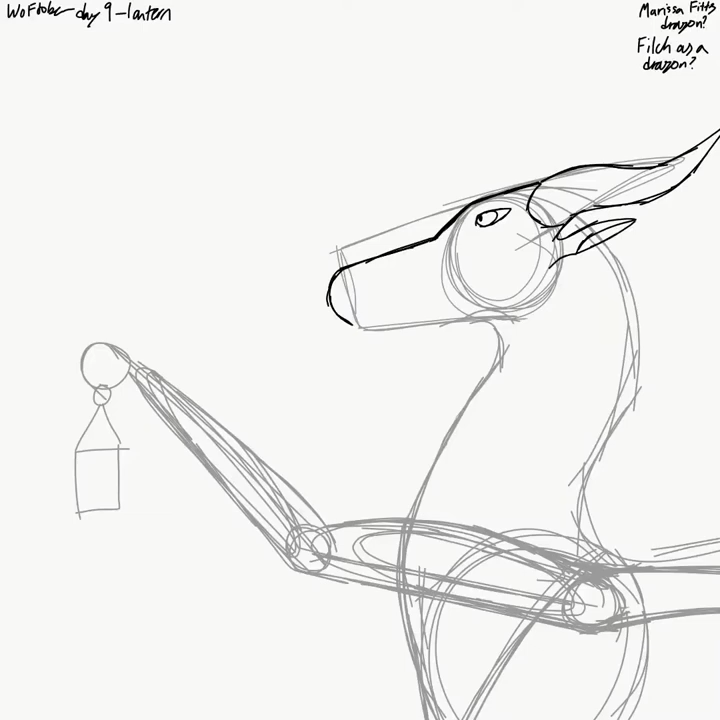 WoFtober day 9 - lantern
Marissa Fitts
dragon?
Filch as a
dragon?